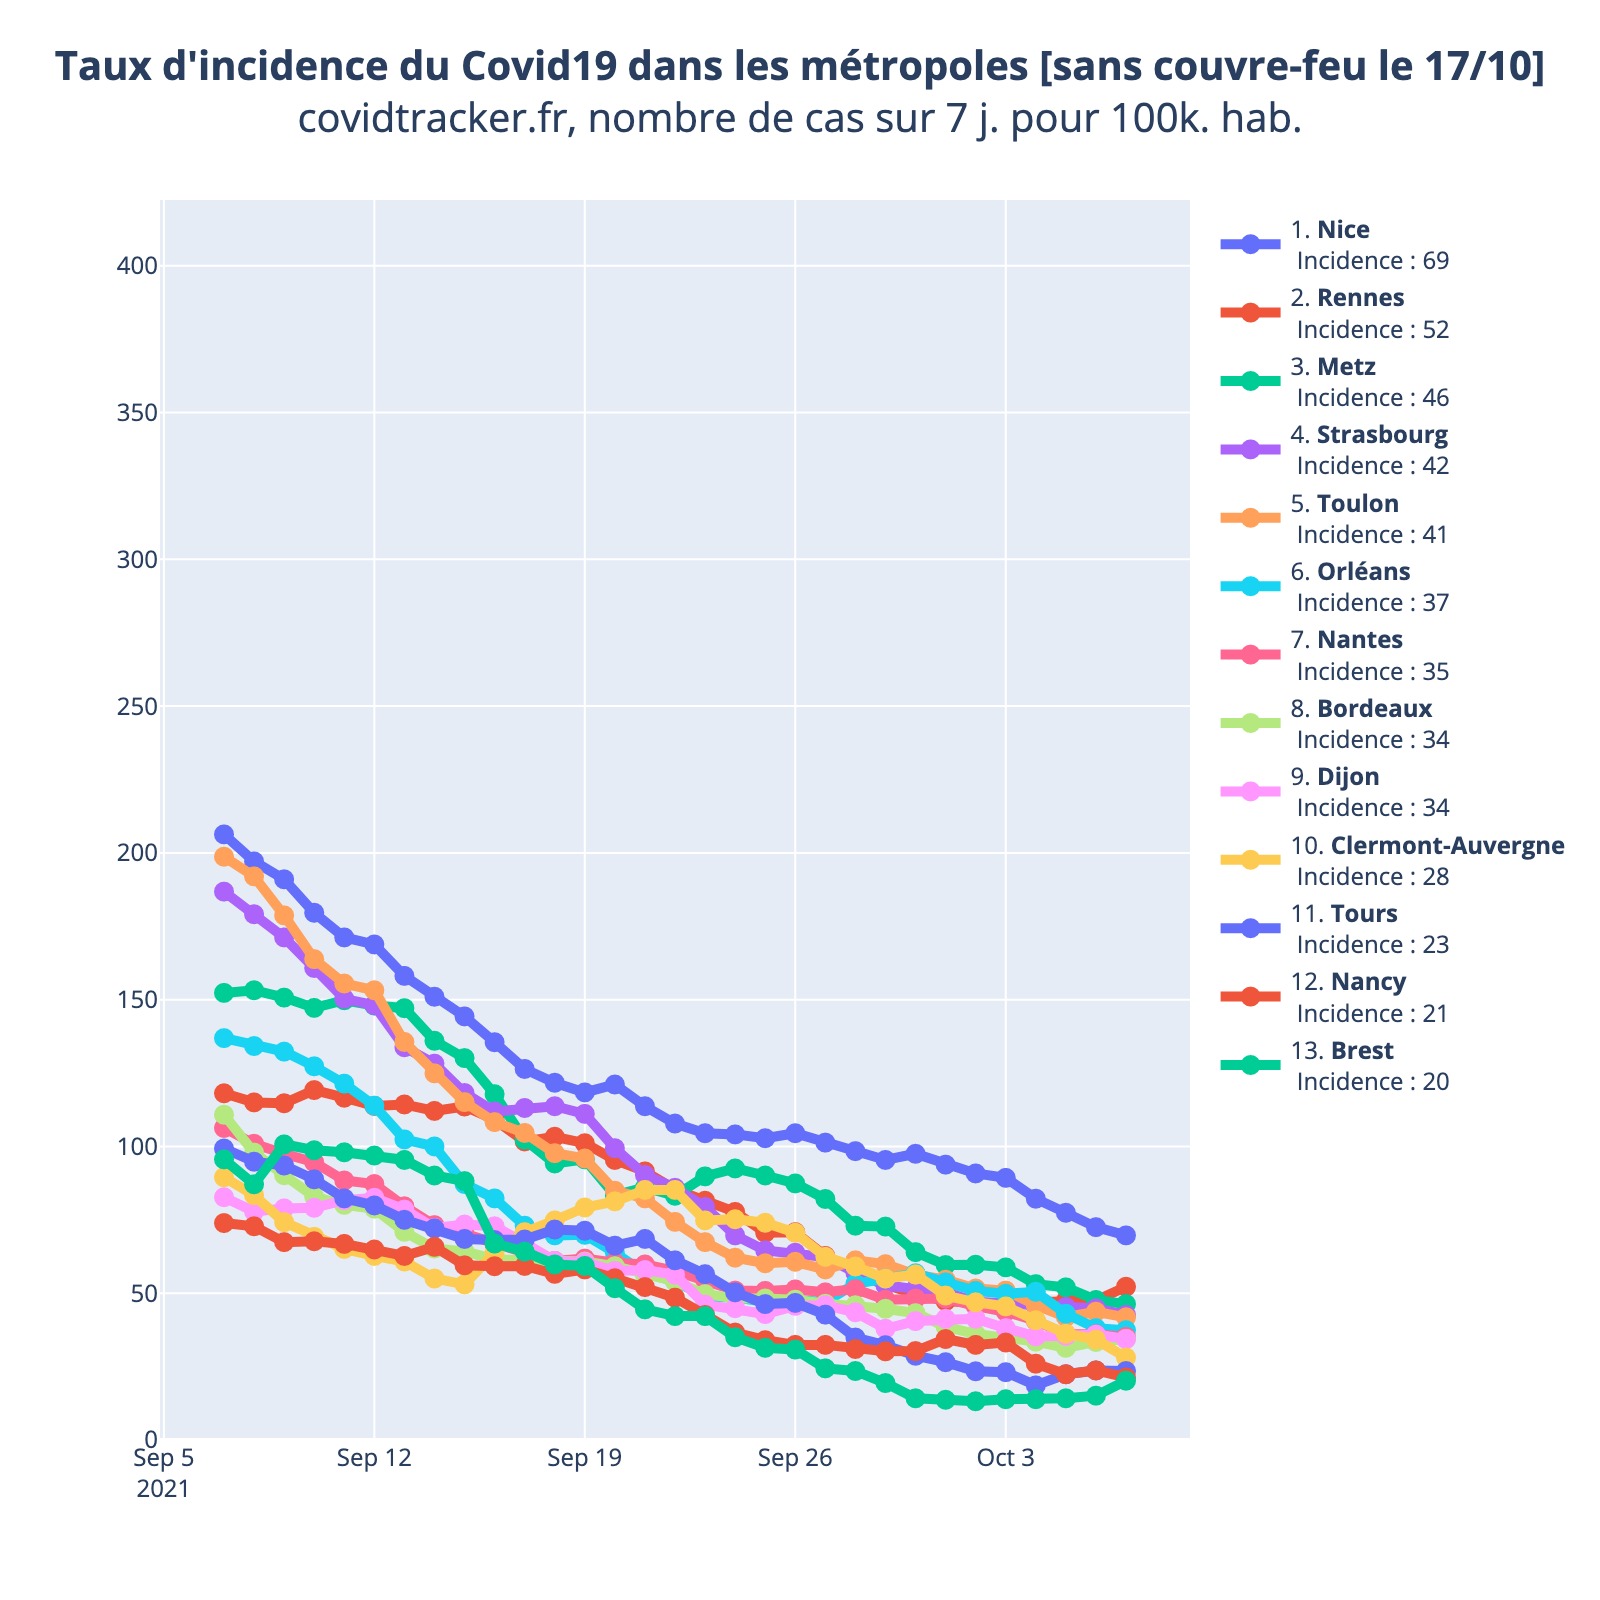 Taux d'incidence du Covid19 dans les métropoles [sans couvre-feu le 17/10]
covidtracker.fr, nombre de cas sur 7 j. pour 100k. hab.
400
350
300
250
200
150
100
50
0
Sep 5
2021
Sep 12
Sep 19
Sep 26
Oct 3
1. Nice
Incidence : 69
2. Rennes
Incidence : 52
3. Metz
Incidence : 46
4. Strasbourg
Incidence : 42
5. Toulon
Incidence : 41
6. Orléans
Incidence : 37
7. Nantes
Incidence : 35
8. Bordeaux
Incidence : 34
9. Dijon
Incidence : 34
10. Clermont-Auvergne
Incidence : 28
11. Tours
Incidence : 23
12. Nancy
Incidence : 21
13. Brest
Incidence : 20